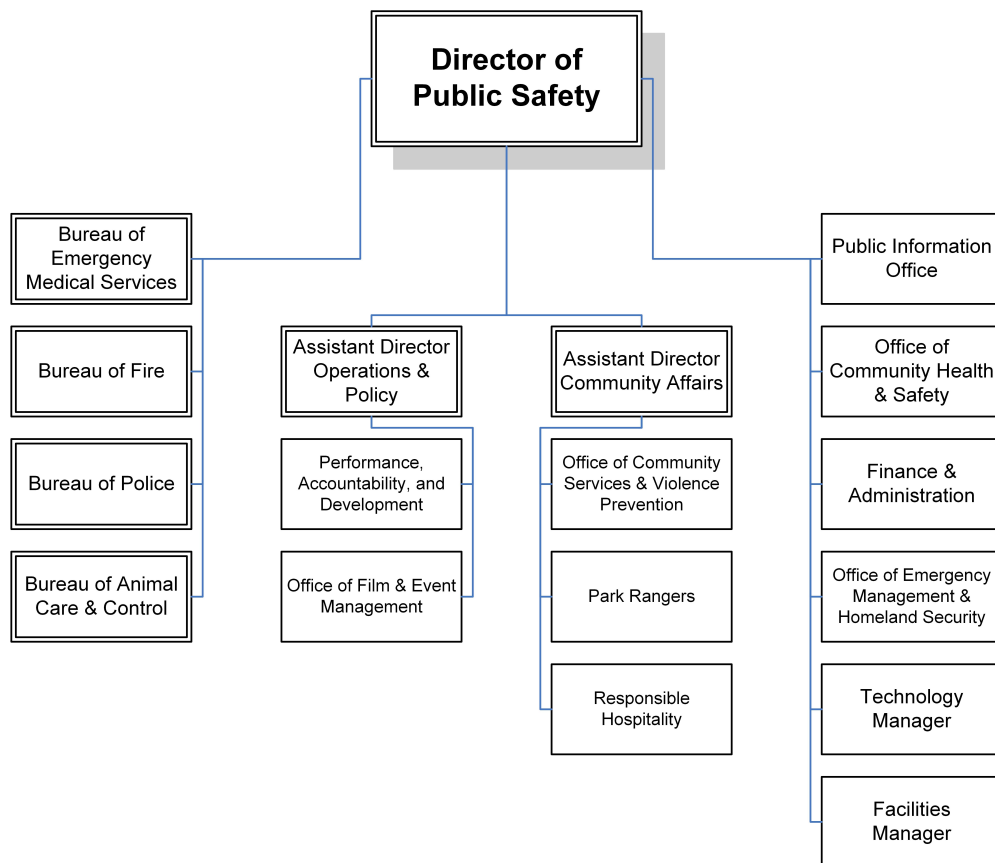 Director of
Public Safety
Bureau of
Emergency
Medical Services
Bureau of Fire
Bureau of Police
Bureau of Animal
Care & Control
Assistant Director
Operations &
Policy
Performance,
Accountability, and
Development
Office of Film & Event
Management
Assistant Director
Community Affairs
Office of Community
Services & Violence
Prevention
Park Rangers
Responsible
Hospitality
Public Information
Office
Office of
Community Health
& Safety
Finance &
Administration
Office of Emergency
Management &
Homeland Security
Technology
Manager
Facilities
Manager